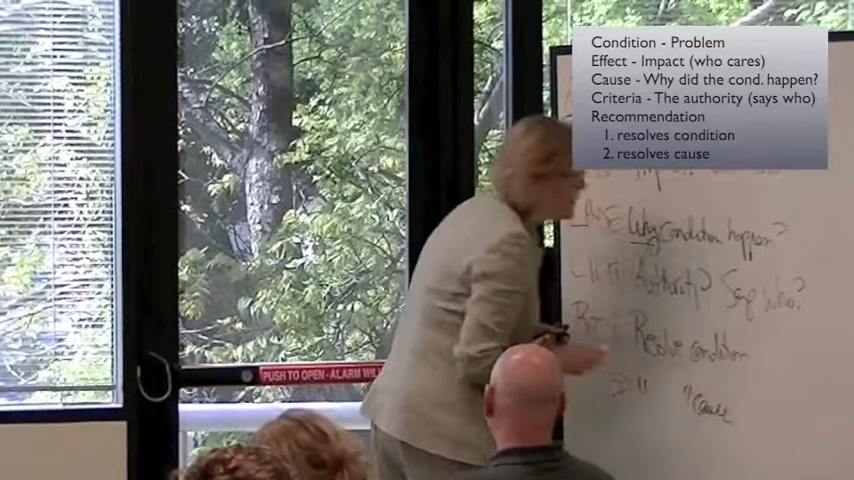 Condition - Problem
Effect - Impact (who cares)
Cause - Why did the cond. happen?
Criteria - The authority (says who)
Recommendation
1. resolves condition
2. resolves cause
Why Condition happen?
Authority? Says Who?
Resolve condition
2 " " cause
PUSH TO OPEN - ALARM WILL